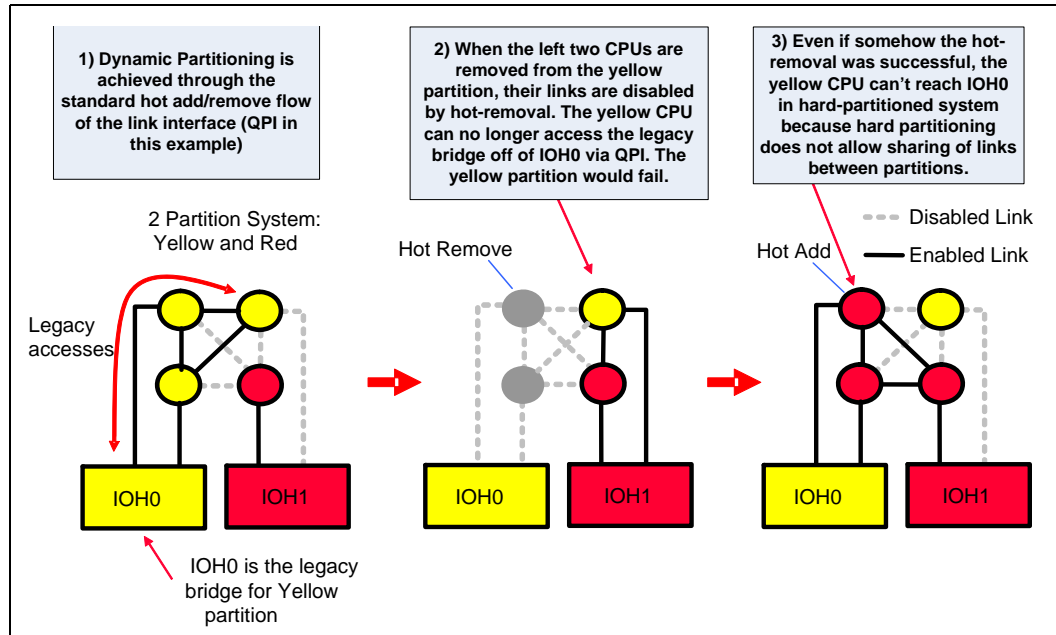 1) Dynamic Partitioning is
achieved through the
standard hot add/remove flow
of the link interface (QPI in
this example)
2) When the left two CPUs are
removed from the yellow
partition, their links are disabled
by hot-removal. The yellow CPU
can no longer access the legacy
bridge off of IOH0 via QPI. The
yellow partition would fail.
3) Even if somehow the hot-
removal was successful, the
yellow CPU can’t reach IOH0
in hard-partitioned system
because hard partitioning
does not allow sharing of links
between partitions.
2 Partition System:
Yellow and Red
Disabled Link
Enabled Link
Hot Remove
Hot Add
Legacy
accesses
IOH0
IOH1
IOH0
IOH1
IOH0
IOH1
IOH0 is the legacy
bridge for Yellow
partition